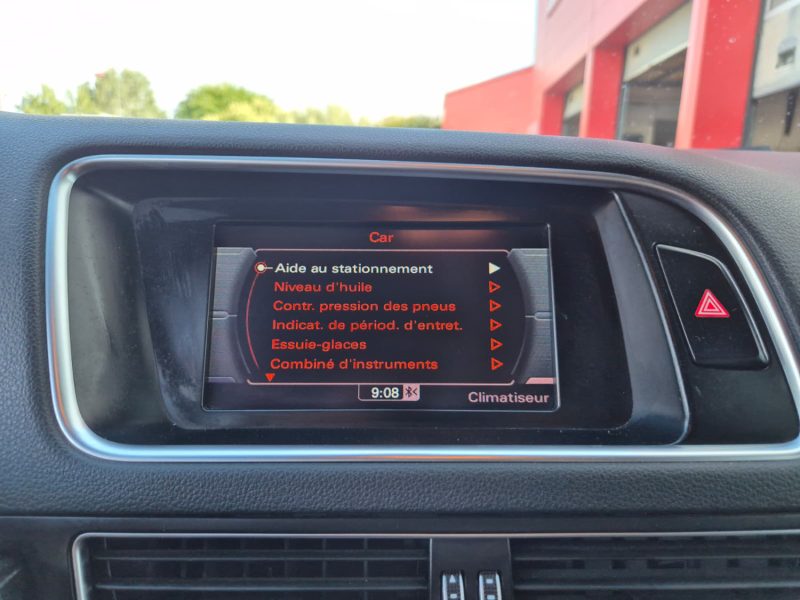 Car
Aide au stationnement
Niveau d'huile
Contr. pression des pneus
Indicat. de périod. d'entret.
Essuie-glaces
Combiné d'instruments
9:08
Climatiseur